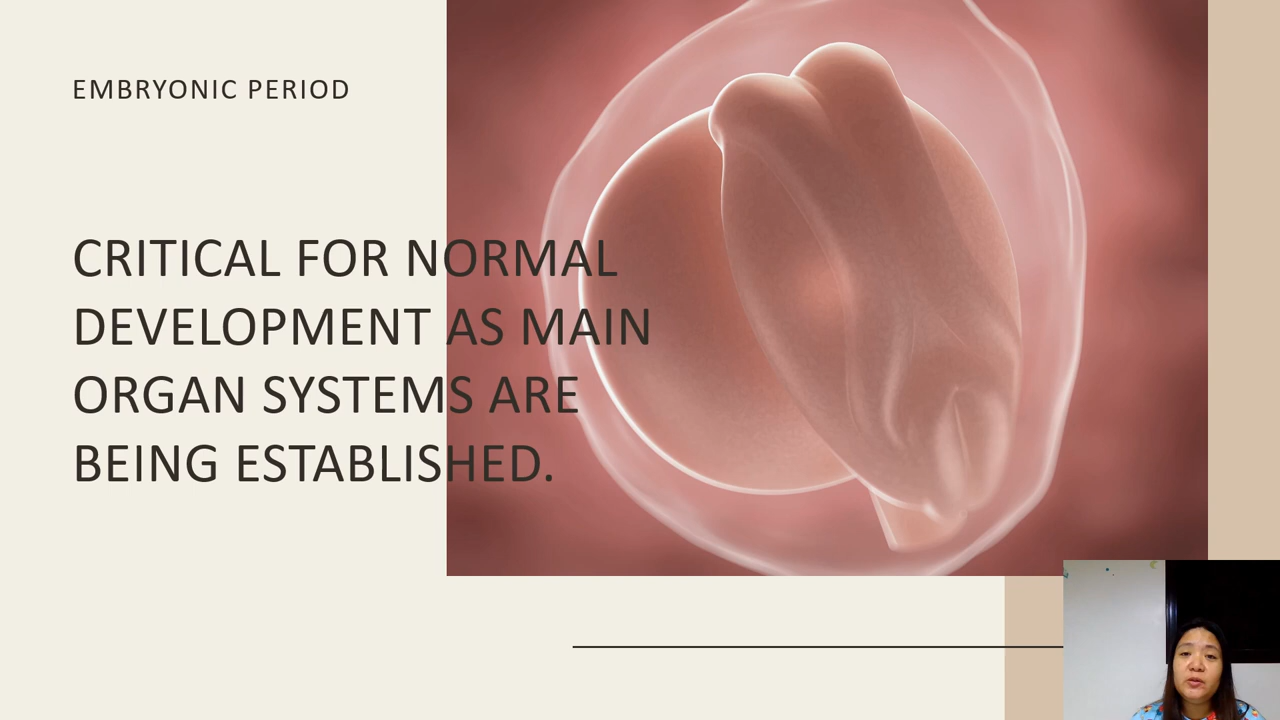 EMBRYONIC PERIOD
CRITICAL FOR NORMAL
DEVELOPMENT AS MAIN
ORGAN SYSTEMS ARE
BEING ESTABLISHED.